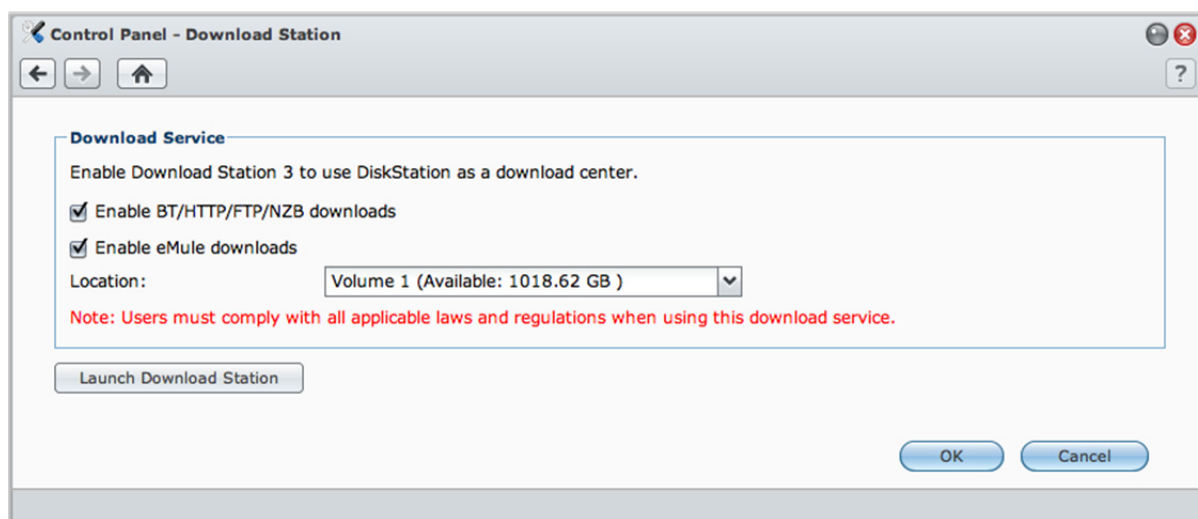 Control Panel - Download Station
?
Download Service
Enable Download Station 3 to use DiskStation as a download center.
Enable BT/HTTP/FTP/NZB downloads
Enable eMule downloads
Location: Volume 1 (Available: 1018.62 GB )
Note: Users must comply with all applicable laws and regulations when using this download service.
Launch Download Station
OK Cancel